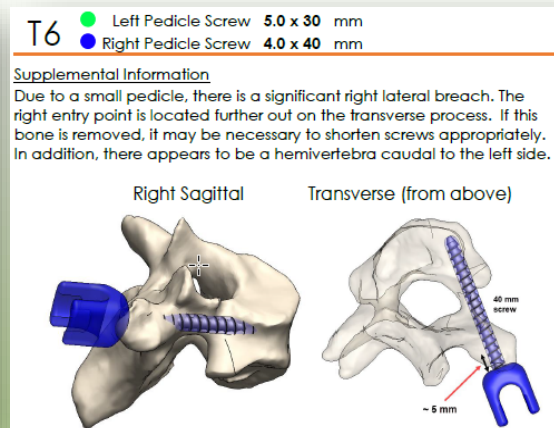 T6
Left Pedicle Screw 5.0 x 30 mm
Right Pedicle Screw 4.0 x 40 mm
Supplemental Information
Due to a small pedicle, there is a significant right lateral breach. The
right entry point is located further out on the transverse process. If this
bone is removed, it may be necessary to shorten screws appropriately.
In addition, there appears to be a hemivertebra caudal to the left side.
Right Sagittal
Transverse (from above)
40 mm
screw
~ 5 mm